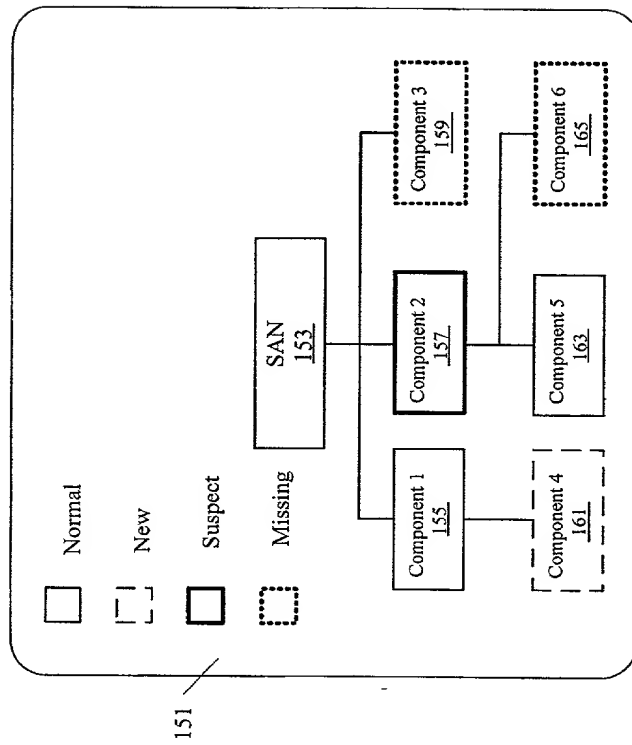 151
Normal
New
Suspect
Missing
SAN
153
Component 1
155
Component 2
157
Component 3
159
Component 4
161
Component 5
163
Component 6
165